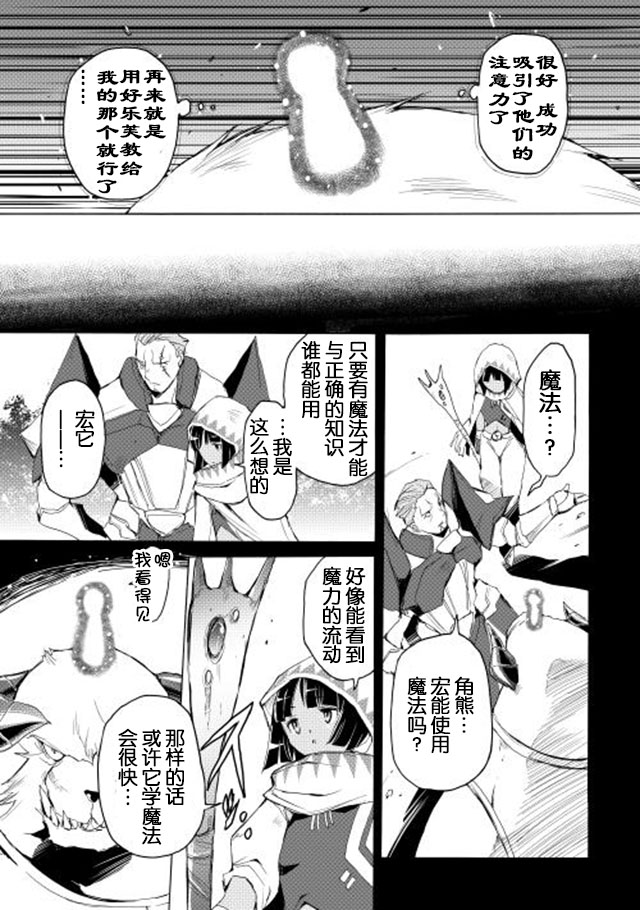 很好 成功
吸引了他们的
注意力了
再来就是
用好乐芙教给
我的那个就行了
……
魔法…?
角熊…
宏能使用
魔法吗?
只要有魔法才能
与正确的知识
谁都能用
…我是
这么想的
宏它
——…
好像能看到
魔力的流动
嗯
我看得见
那样的话
或许它学魔法
会很快…